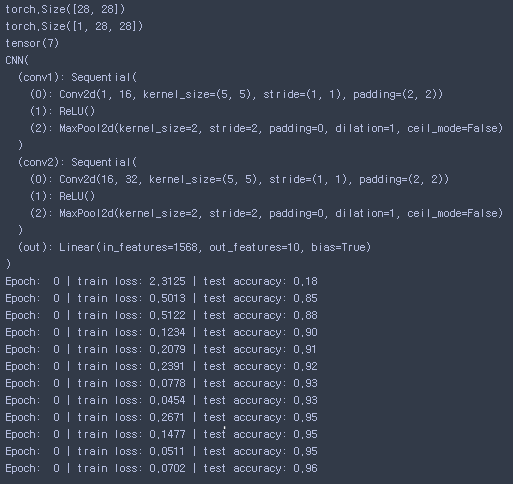 torch.Size([28, 28])
torch.Size([1, 28, 28])
tensor(7)
CNN(
  (conv1): Sequential(
    (0): Conv2d(1, 16, kernel_size=(5, 5), stride=(1, 1), padding=(2, 2))
    (1): ReLU()
    (2): MaxPool2d(kernel_size=2, stride=2, padding=0, dilation=1, ceil_mode=False)
  )
  (conv2): Sequential(
    (0): Conv2d(16, 32, kernel_size=(5, 5), stride=(1, 1), padding=(2, 2))
    (1): ReLU()
    (2): MaxPool2d(kernel_size=2, stride=2, padding=0, dilation=1, ceil_mode=False)
  )
  (out): Linear(in_features=1568, out_features=10, bias=True)
)
Epoch:  0 | train loss: 2.3125 | test accuracy: 0.18
Epoch:  0 | train loss: 0.5013 | test accuracy: 0.85
Epoch:  0 | train loss: 0.5122 | test accuracy: 0.88
Epoch:  0 | train loss: 0.1234 | test accuracy: 0.90
Epoch:  0 | train loss: 0.2079 | test accuracy: 0.91
Epoch:  0 | train loss: 0.2391 | test accuracy: 0.92
Epoch:  0 | train loss: 0.0778 | test accuracy: 0.93
Epoch:  0 | train loss: 0.0454 | test accuracy: 0.93
Epoch:  0 | train loss: 0.2671 | test accuracy: 0.95
Epoch:  0 | train loss: 0.1477 | test accuracy: 0.95
Epoch:  0 | train loss: 0.0511 | test accuracy: 0.95
Epoch:  0 | train loss: 0.0702 | test accuracy: 0.96